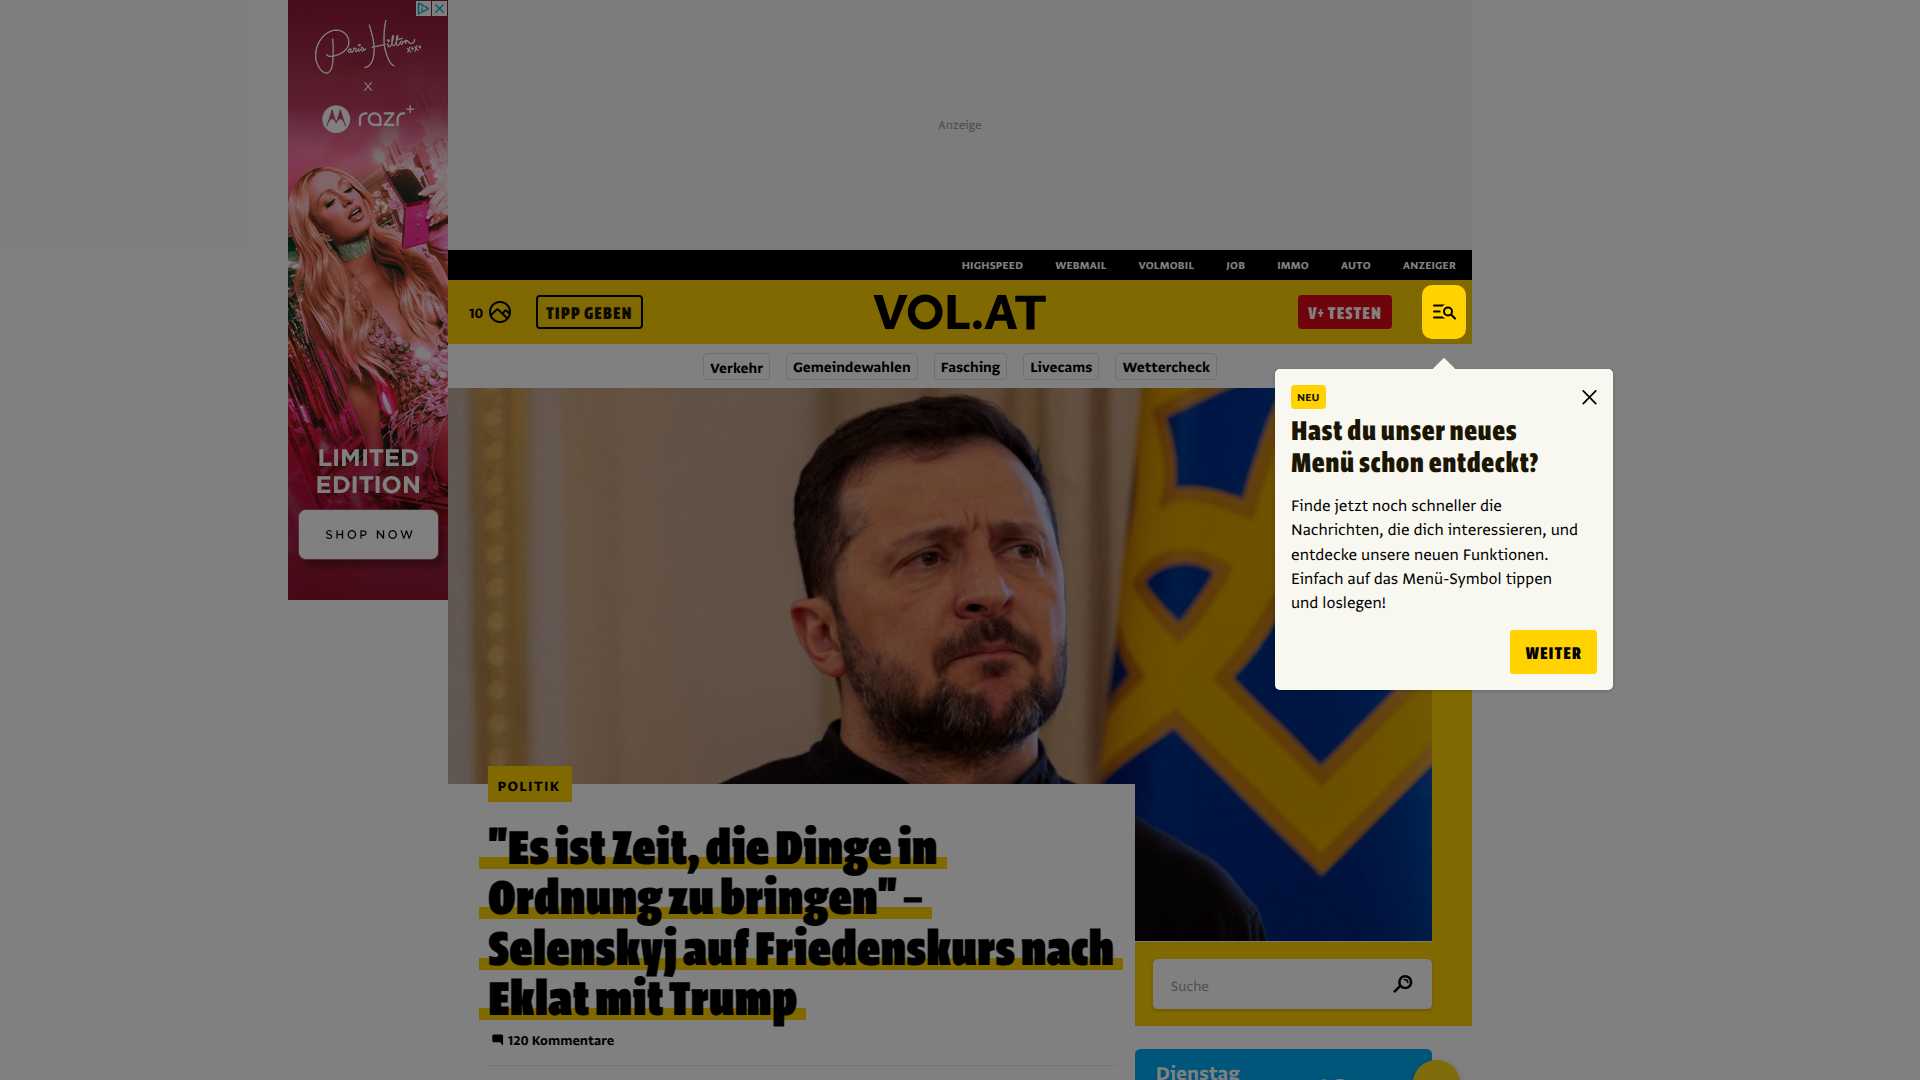 Paris Hilton
xoxo
X
razr+
LIMITED
EDITION
SHOP NOW
Anzeige
HIGHSPEED WEBMAIL VOLMOBIL JOB IMMO AUTO ANZEIGER
10 TIPP GEBEN VOL.AT V+ TESTEN
Verkehr Gemeindewahlen Fasching Livecams Wettercheck
NEU
Hast du unser neues
Menü schon entdeckt?
Finde jetzt noch schneller die
Nachrichten, die dich interessieren, und
entdecke unsere neuen Funktionen.
Einfach auf das Menü-Symbol tippen
und loslegen!
WEITER
POLITIK
"Es ist Zeit, die Dinge in
Ordnung zu bringen" –
Selenskyj auf Friedenskurs nach
Eklat mit Trump
120 Kommentare
Suche
Dienstag